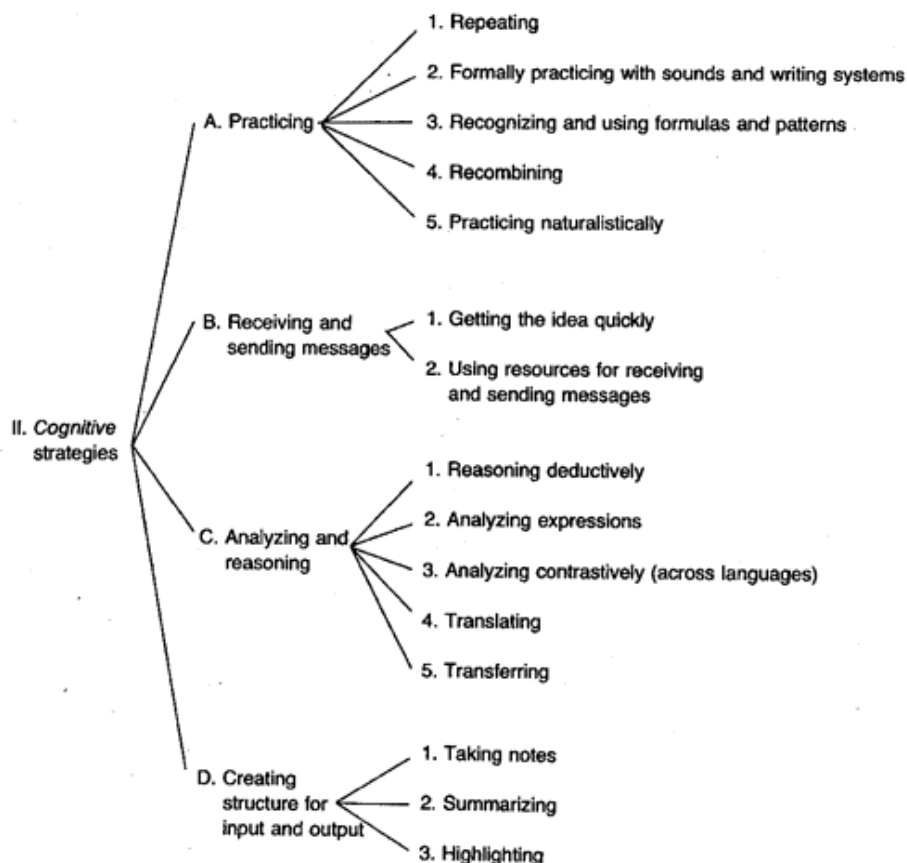 1. Repeating
2. Formally practicing with sounds and writing systems
A. Practicing
3. Recognizing and using formulas and patterns
4. Recombining
5. Practicing naturalistically
B. Receiving and
sending messages
1. Getting the idea quickly
2. Using resources for receiving
and sending messages
II. Cognitive
strategies
1. Reasoning deductively
2. Analyzing expressions
C. Analyzing and
reasoning
3. Analyzing contrastively (across languages)
4. Translating
5. Transferring
D. Creating
structure for
input and output
1. Taking notes
2. Summarizing
3. Highlighting